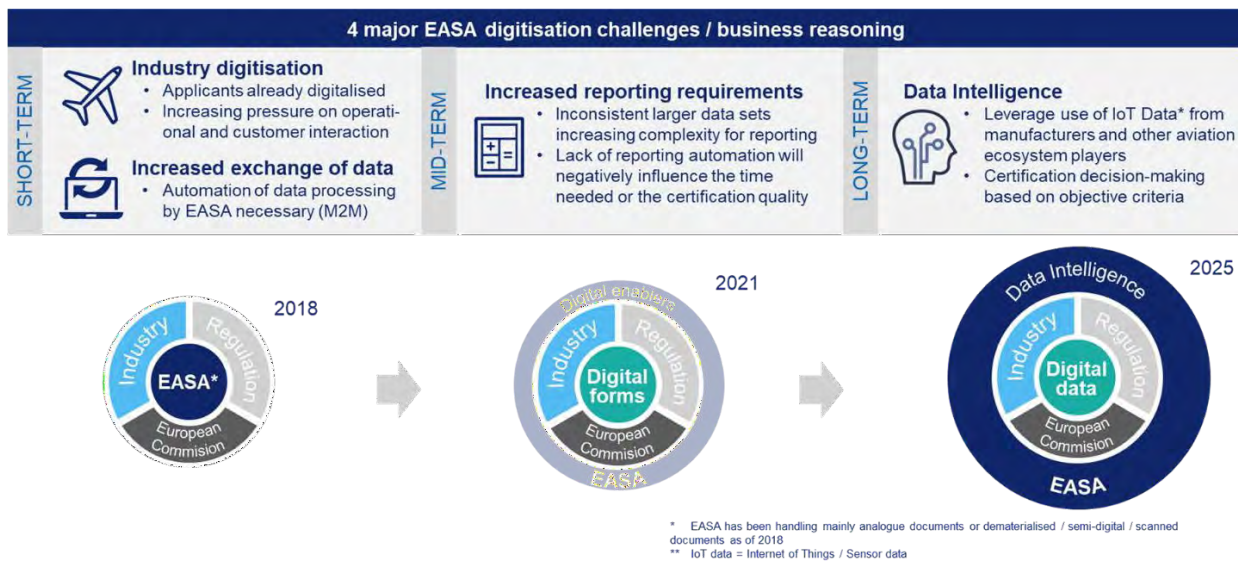 4 major EASA digitisation challenges / business reasoning
SHORT-TERM
Industry digitisation
• Applicants already digitalised
• Increasing pressure on operati-
onal and customer interaction
Increased exchange of data
• Automation of data processing
by EASA necessary (M2M)
MID-TERM
Increased reporting requirements
• Inconsistent larger data sets
increasing complexity for reporting
• Lack of reporting automation will
negatively influence the time
needed or the certification quality
LONG-TERM
Data Intelligence
• Leverage use of IoT Data* from
manufacturers and other aviation
ecosystem players
• Certification decision-making
based on objective criteria
2018
Industry
Regulation
EASA*
European
Commision
2021
Digital enablers
Industry
Regulation
Digital
forms
European
Commision
EASA
2025
Data Intelligence
Industry
Regulation
Digital
data
European
Commision
EASA
* EASA has been handling mainly analogue documents or dematerialised / semi-digital / scanned
documents as of 2018
** IoT data = Internet of Things / Sensor data